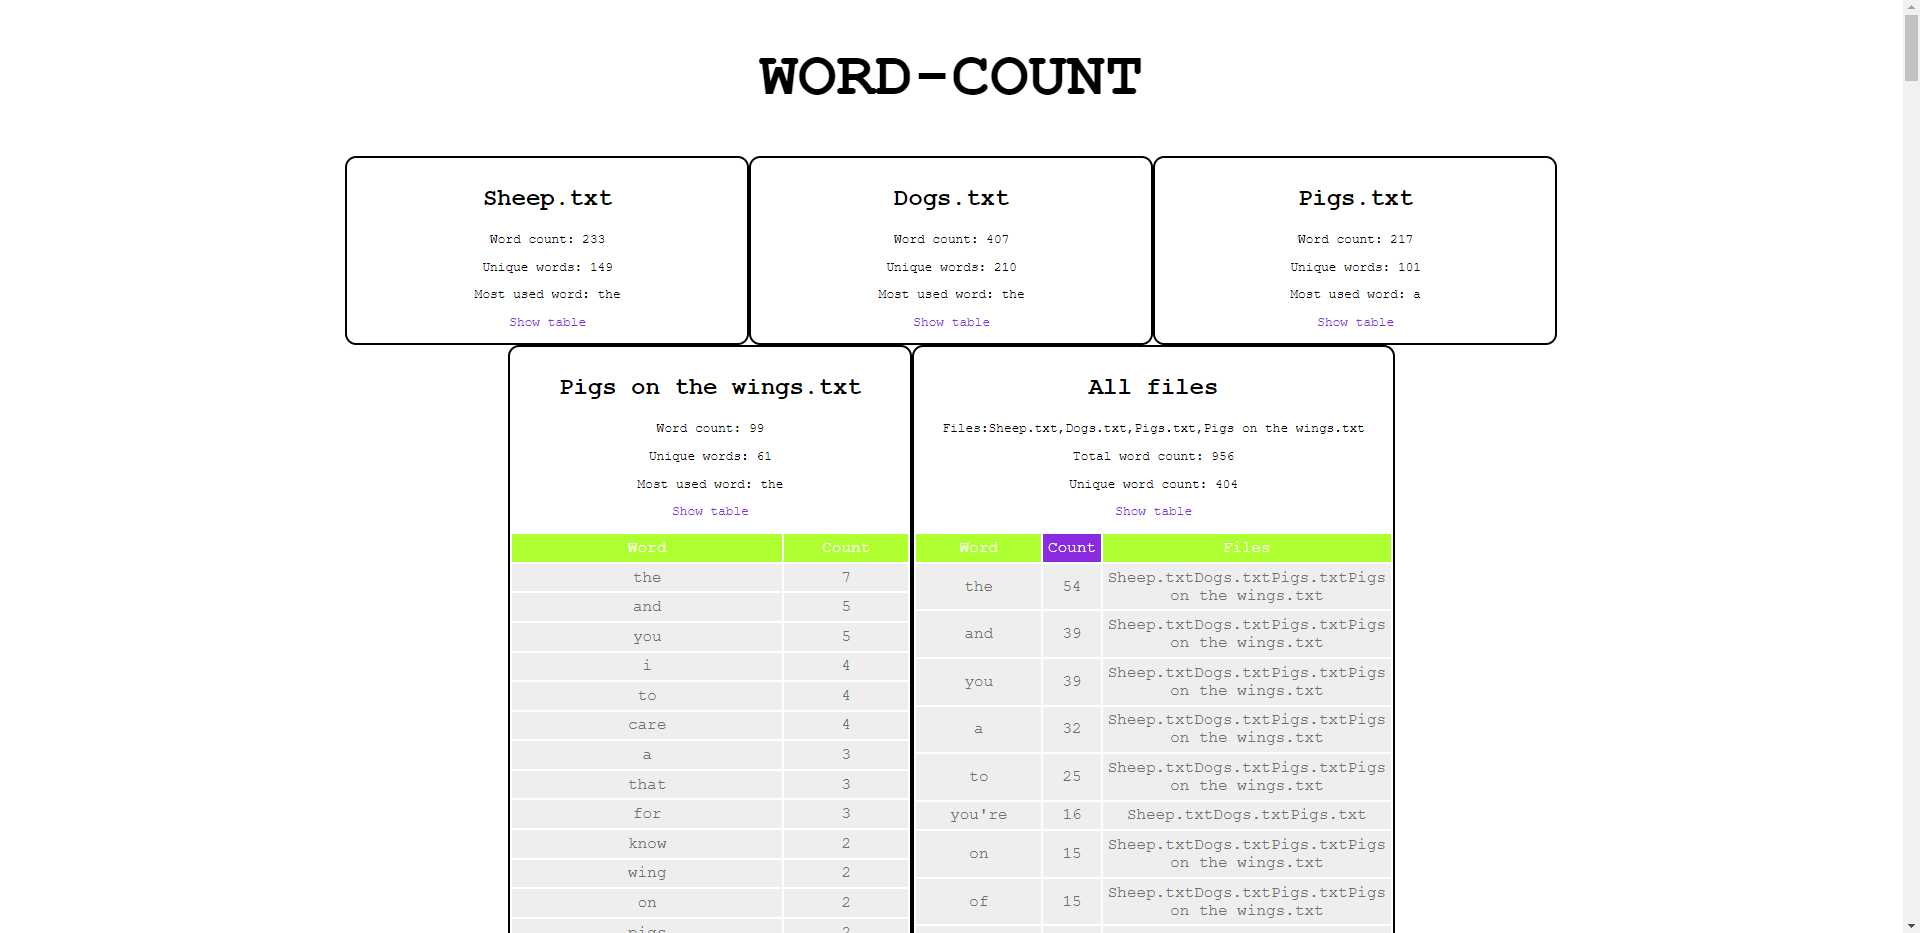 WORD-COUNT
Sheep.txt
Word count: 233
Unique words: 149
Most used word: the
Show table
Dogs.txt
Word count: 407
Unique words: 210
Most used word: the
Show table
Pigs.txt
Word count: 217
Unique words: 101
Most used word: a
Show table
Pigs on the wings.txt
Word count: 99
Unique words: 61
Most used word: the
Show table
Word Count
the 7
and 5
you 5
i 4
to 4
care 4
a 3
that 3
for 3
know 2
wing 2
on 2
pigs 2
All files
Files:Sheep.txt,Dogs.txt,Pigs.txt,Pigs on the wings.txt
Total word count: 956
Unique word count: 404
Show table
Word Count Files
the 54 Sheep.txtDogs.txtPigs.txtPigs
on the wings.txt
and 39 Sheep.txtDogs.txtPigs.txtPigs
on the wings.txt
you 39 Sheep.txtDogs.txtPigs.txtPigs
on the wings.txt
a 32 Sheep.txtDogs.txtPigs.txtPigs
on the wings.txt
to 25 Sheep.txtDogs.txtPigs.txtPigs
on the wings.txt
you're 16 Sheep.txtDogs.txtPigs.txt
on 15 Sheep.txtDogs.txtPigs.txtPigs
on the wings.txt
of 15 Sheep.txtDogs.txtPigs.txtPigs
on the wings.txt